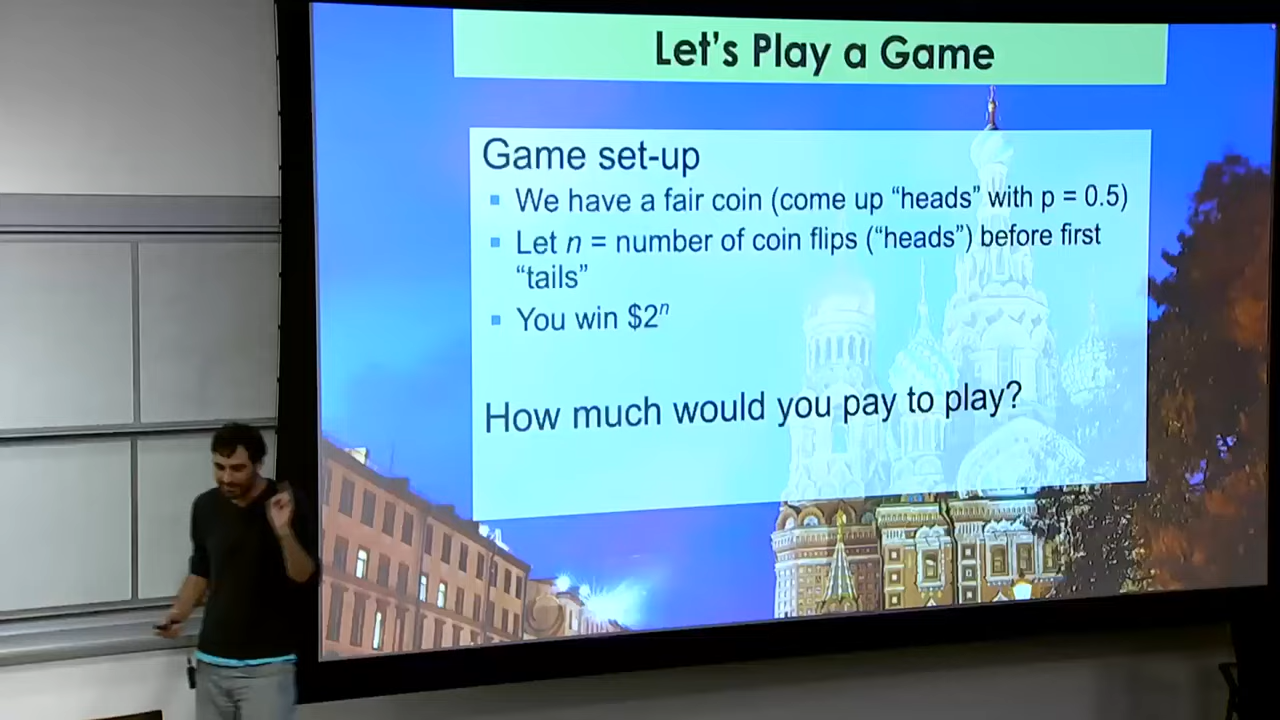 Let's Play a Game
Game set-up
▪ We have a fair coin (come up “heads” with p = 0.5)
▪ Let n = number of coin flips (“heads”) before first
“tails”
▪ You win $2ⁿ
How much would you pay to play?